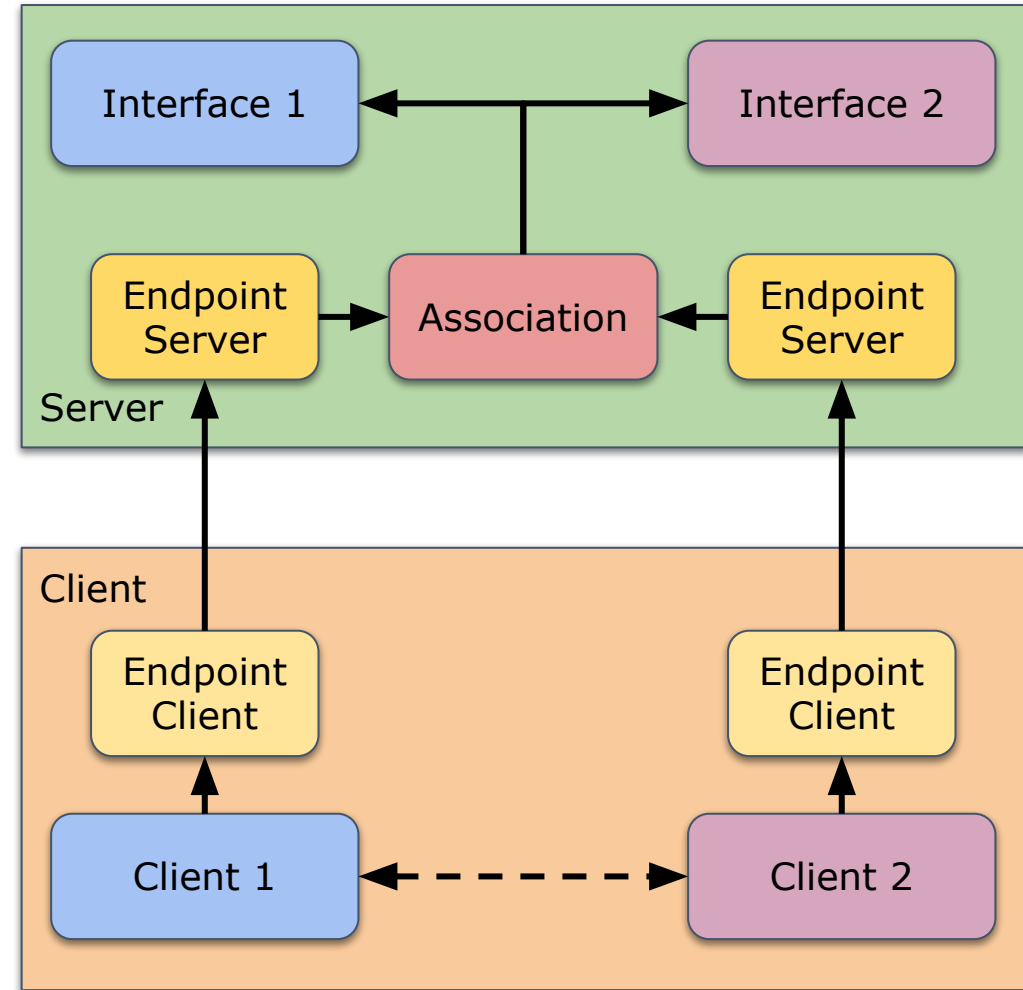 Interface 1
Interface 2
Endpoint
Server
Association
Endpoint
Server
Server
Client
Endpoint
Client
Endpoint
Client
Client 1
Client 2